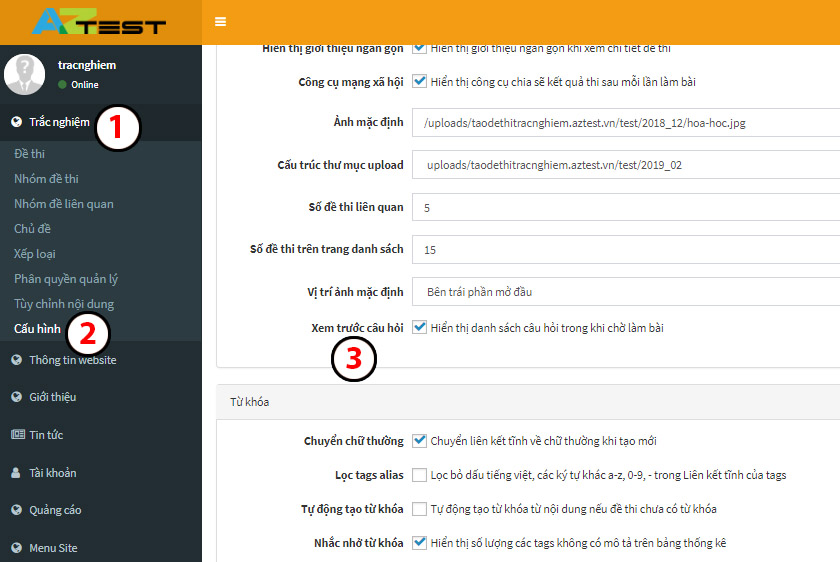 AZTEST
tracnghiem
Online
Trắc nghiệm
1
Đề thi
Nhóm đề thi
Nhóm đề liên quan
Chủ đề
Xếp loại
Phân quyền quản lý
Tùy chỉnh nội dung
Cấu hình
2
Thông tin website
Giới thiệu
Tin tức
Tài khoản
Quảng cáo
Menu Site
Hiển thị giới thiệu ngắn gọn Hiển thị giới thiệu ngắn gọn khi xem chi tiết đề thi
Công cụ mạng xã hội Hiển thị công cụ chia sẽ kết quả thi sau mỗi lần làm bài
Ảnh mặc định /uploads/taodethitracnghiem.aztest.vn/test/2018_12/hoa-hoc.jpg
Cấu trúc thư mục upload uploads/taodethitracnghiem.aztest.vn/test/2019_02
Số đề thi liên quan 5
Số đề thi trên trang danh sách 15
Vị trí ảnh mặc định Bên trái phần mở đầu
Xem trước câu hỏi Hiển thị danh sách câu hỏi trong khi chờ làm bài
3
Từ khóa
Chuyển chữ thường Chuyển liên kết tĩnh về chữ thường khi tạo mới
Lọc tags alias Lọc bỏ dấu tiếng việt, các ký tự khác a-z, 0-9, - trong Liên kết tĩnh của tags
Tự động tạo từ khóa Tự động tạo từ khóa từ nội dung nếu đề thi chưa có từ khóa
Nhắc nhở từ khóa Hiển thị số lượng các tags không có mô tả trên bảng thống kê